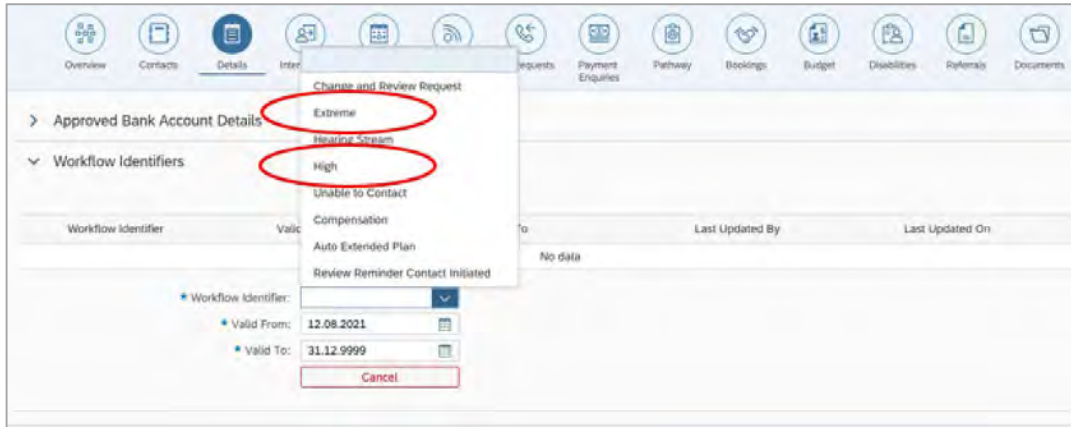 Overview Contacts Details Inter equests Payment Enquiries Pathway Bookings Budget Disabilities Referrals Documents
Change and Review Request
Approved Bank Account Details
Extreme
Hearing Stream
Workflow Identifiers
High
Unable to Contact
Compensation
Workflow Identifier Valid To Last Updated By Last Updated On
Auto Extended Plan
No data
Review Reminder Contact Initiated
* Workflow Identifier:
* Valid From: 12.08.2021
* Valid To: 31.12.9999
Cancel